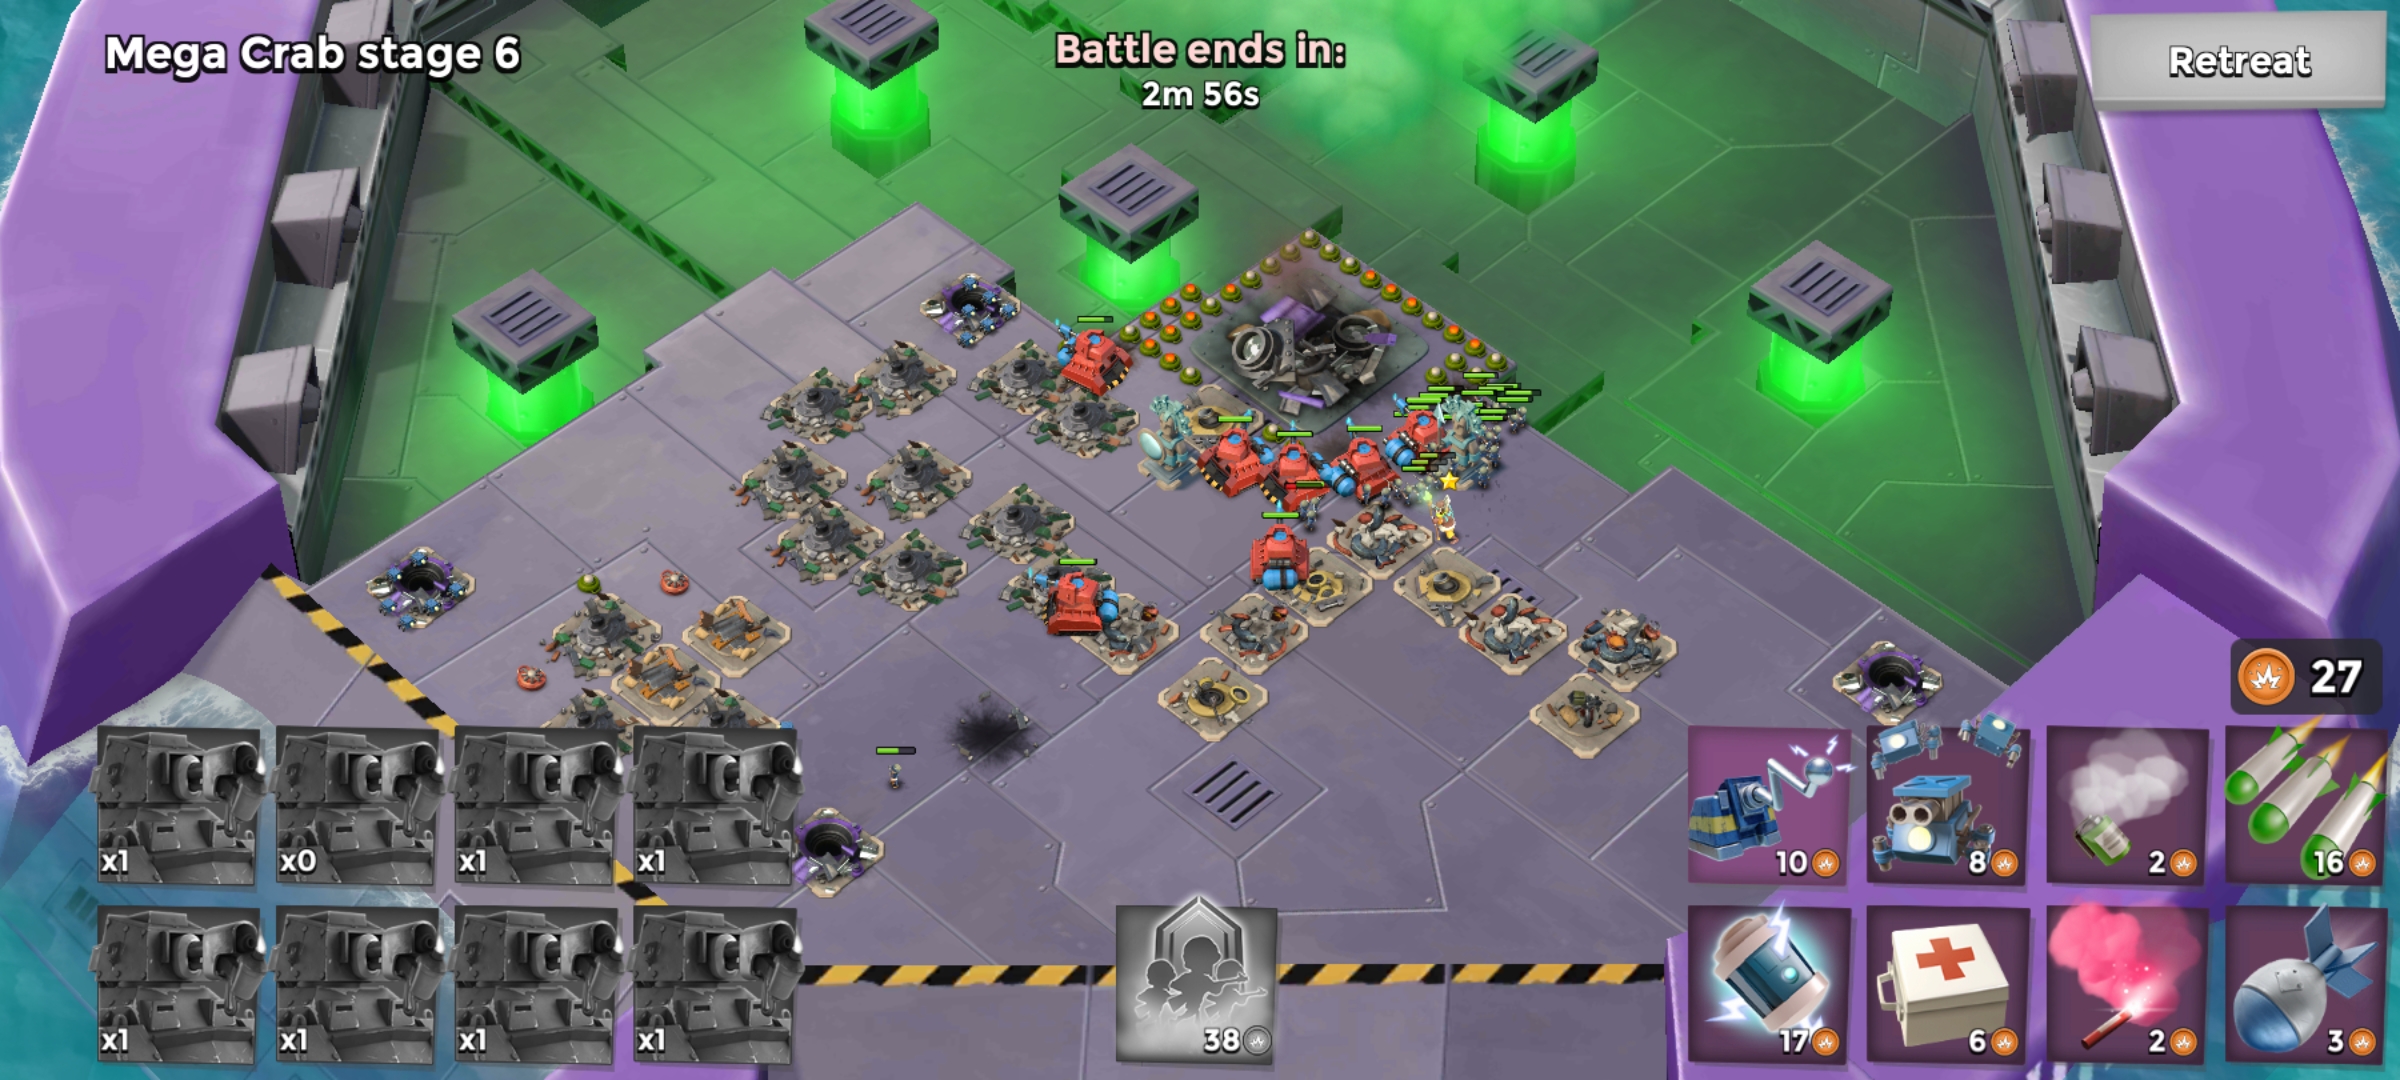 Mega Crab stage 6
Battle ends in:
2m 56s
Retreat
27
x1
x0
x1
x1
10
8
2
16
x1
x1
x1
x1
38
17
6
2
3